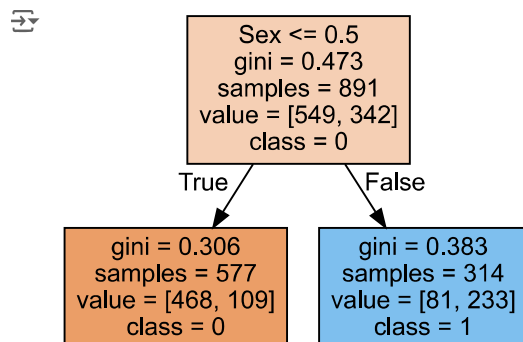 Sex <= 0.5
gini = 0.473
samples = 891
value = [549, 342]
class = 0
True
False
gini = 0.306
samples = 577
value = [468, 109]
class = 0
gini = 0.383
samples = 314
value = [81, 233]
class = 1